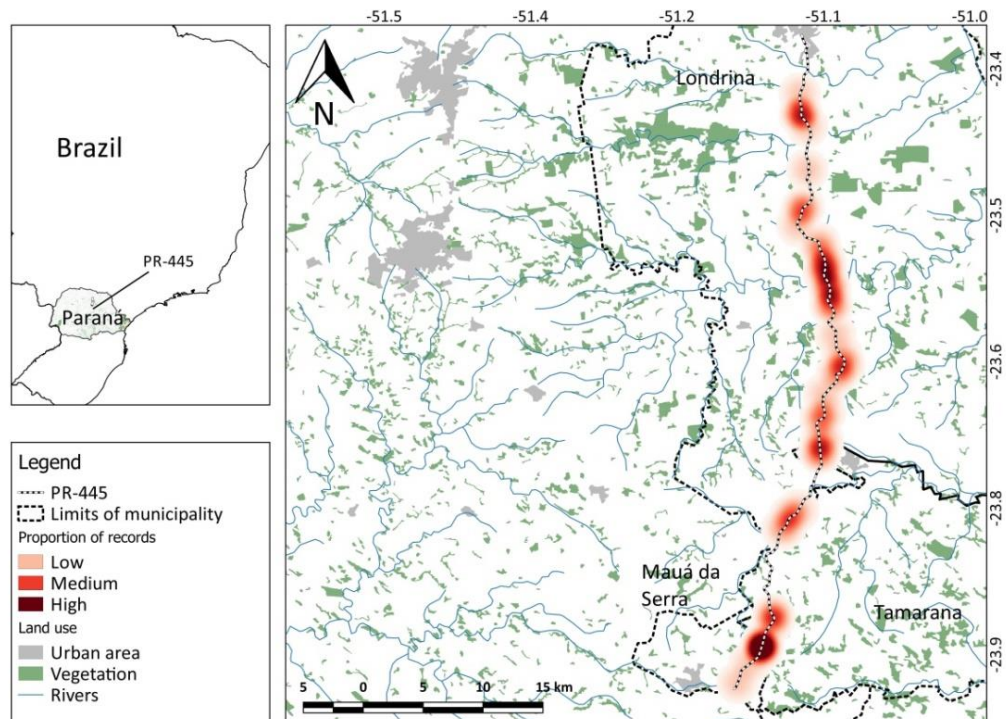 Brazil
PR-445
Paraná
Legend
PR-445
Limits of municipality
Proportion of records
Low
Medium
High
Land use
Urban area
Vegetation
Rivers
-51.5
-51.4
-51.2
-51.1
-51.0
-23.4
-23.5
-23.6
-23.8
-23.9
N
Londrina
Mauá da
Serra
Tamarana
5 0 5 10 15 km